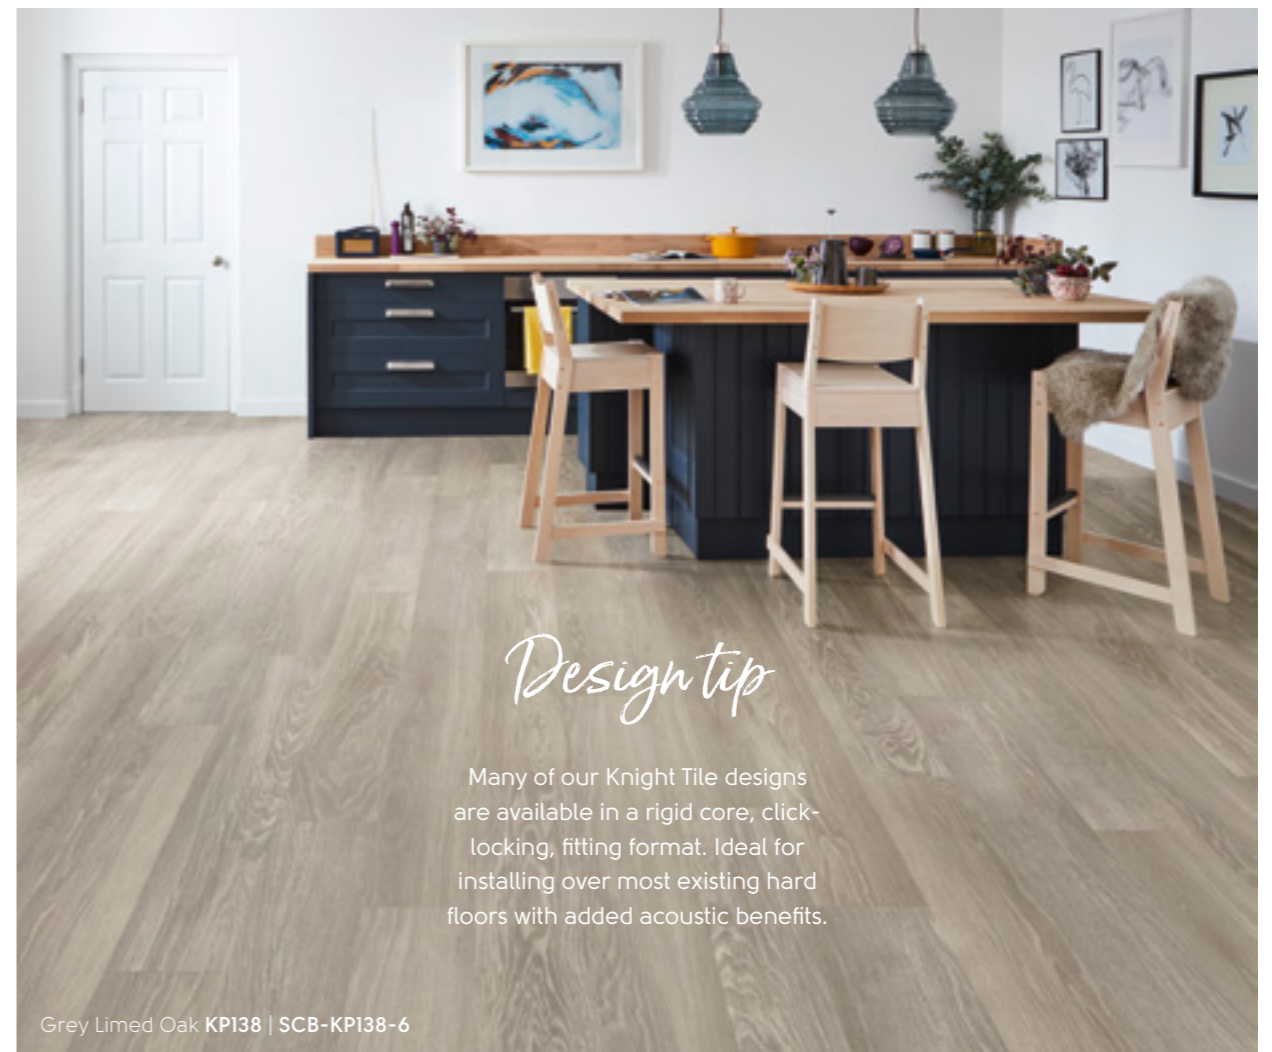 Design tip
Many of our Knight Tile designs
are available in a rigid core, click-
locking, fitting format. Ideal for
installing over most existing hard
floors with added acoustic benefits.
Grey Limed Oak KP138 | SCB-KP138-6